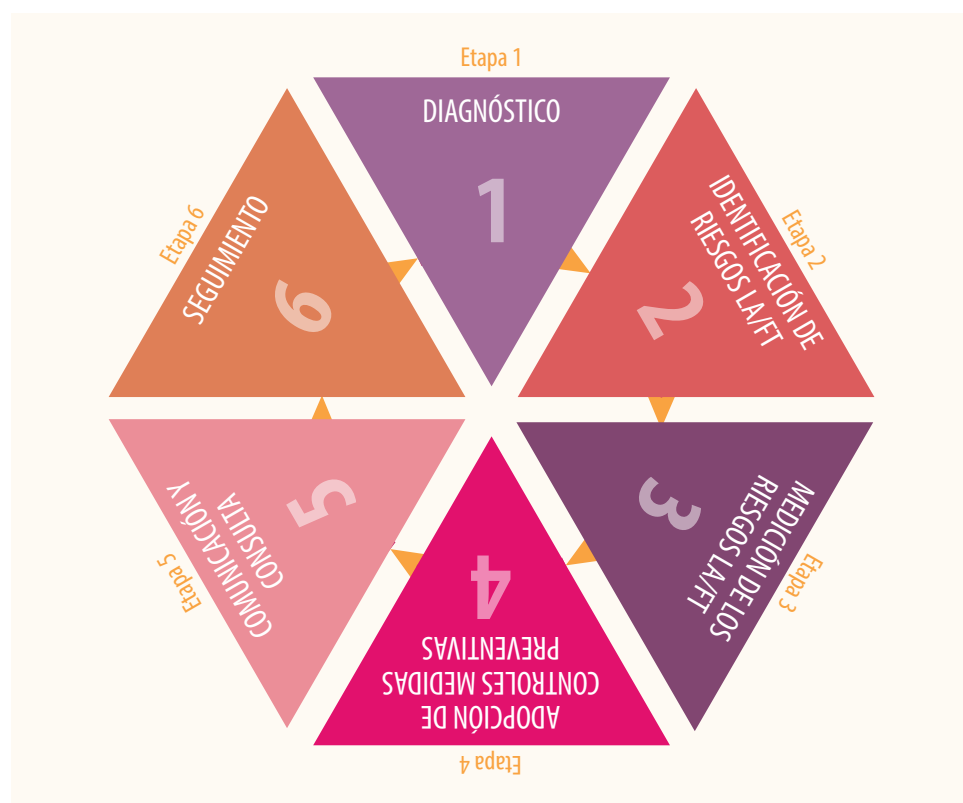 Etapa 1
DIAGNÓSTICO
1
Etapa 2
IDENTIFICACIÓN DE
RIESGOS LA/FT
2
Etapa 3
MEDICIÓN DE LOS
RIESGOS LA/FT
3
Etapa 4
ADOPCIÓN DE
CONTROLES MEDIDAS
PREVENTIVAS
4
Etapa 5
COMUNICACIÓN Y
CONSULTA
5
Etapa 6
SEGUIMIENTO
6